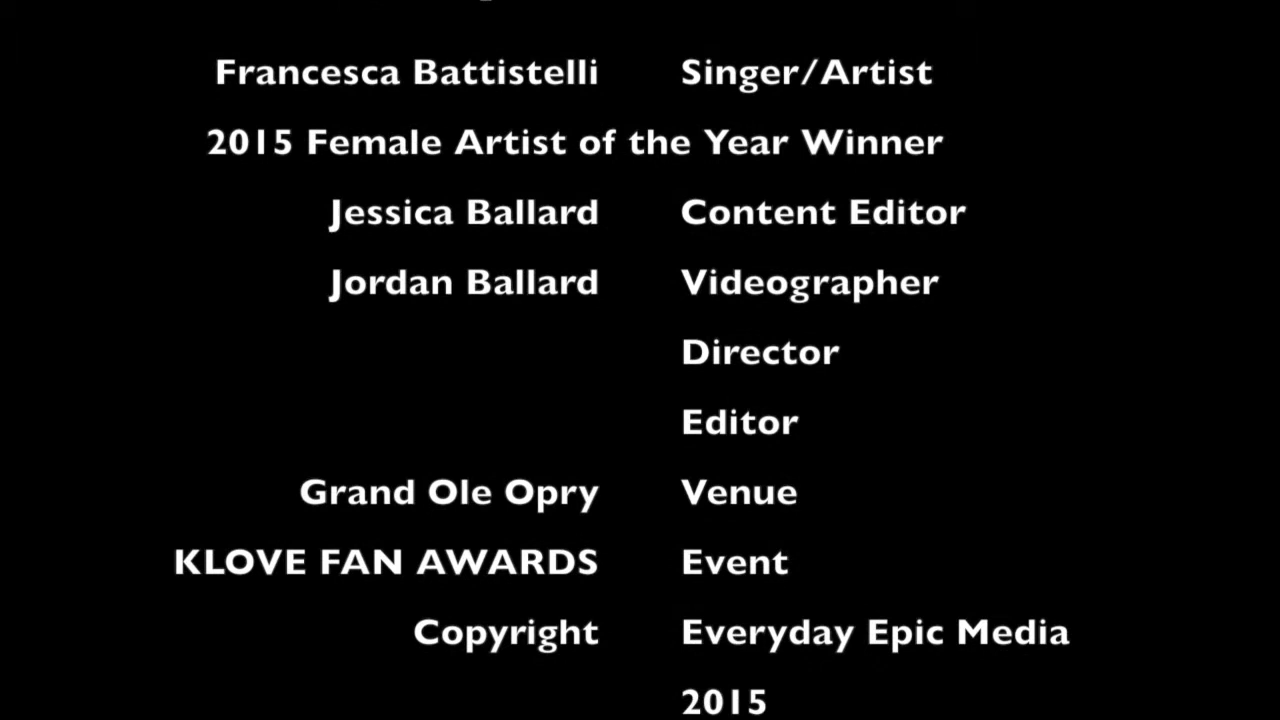 Francesca Battistelli Singer/Artist
2015 Female Artist of the Year Winner
Jessica Ballard Content Editor
Jordan Ballard Videographer
Director
Editor
Grand Ole Opry Venue
KLOVE FAN AWARDS Event
Copyright Everyday Epic Media
2015